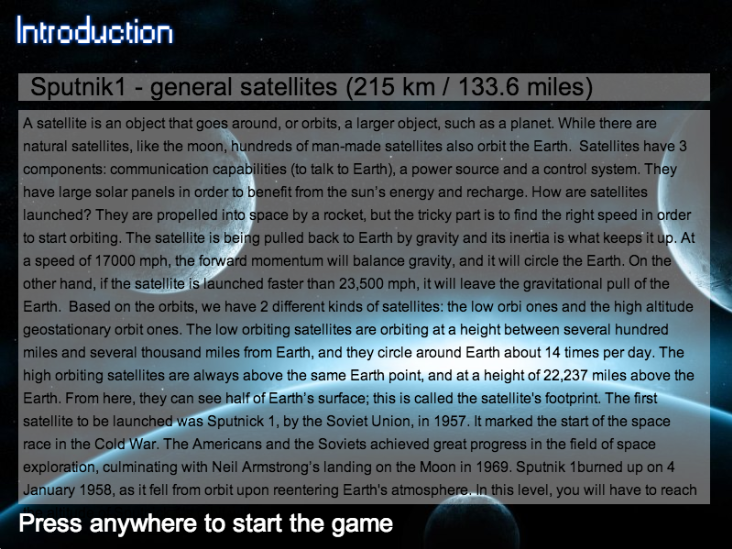 Introduction
Sputnik1 - general satellites (215 km / 133.6 miles)
A satellite is an object that goes around, or orbits, a larger object, such as a planet. While there are
natural satellites, like the moon, hundreds of man-made satellites also orbit the Earth.  Satellites have 3
components: communication capabilities (to talk to Earth), a power source and a control system. They
have large solar panels in order to benefit from the sun's energy and recharge. How are satellites
launched? They are propelled into space by a rocket, but the tricky part is to find the right speed in order
to start orbiting. The satellite is being pulled back to Earth by gravity and its inertia is what keeps it up. At
a speed of 17000 mph, the forward momentum will balance gravity, and it will circle the Earth. On the
other hand, if the satellite is launched faster than 23,500 mph, it will leave the gravitational pull of the
Earth.  Based on the orbits, we have 2 different kinds of satellites: the low orbi ones and the high altitude
geostationary orbit ones. The low orbiting satellites are orbiting at a height between several hundred
miles and several thousand miles from Earth, and they circle around Earth about 14 times per day. The
high orbiting satellites are always above the same Earth point, and at a height of 22,237 miles above the
Earth. From here, they can see half of Earth's surface; this is called the satellite's footprint. The first
satellite to be launched was Sputnick 1, by the Soviet Union, in 1957. It marked the start of the space
race in the Cold War. The Americans and the Soviets achieved great progress in the field of space
exploration, culminating with Neil Armstrong's landing on the Moon in 1969. Sputnik 1burned up on 4
January 1958, as it fell from orbit upon reentering Earth's atmosphere. In this level, you will have to reach
Press anywhere to start the game